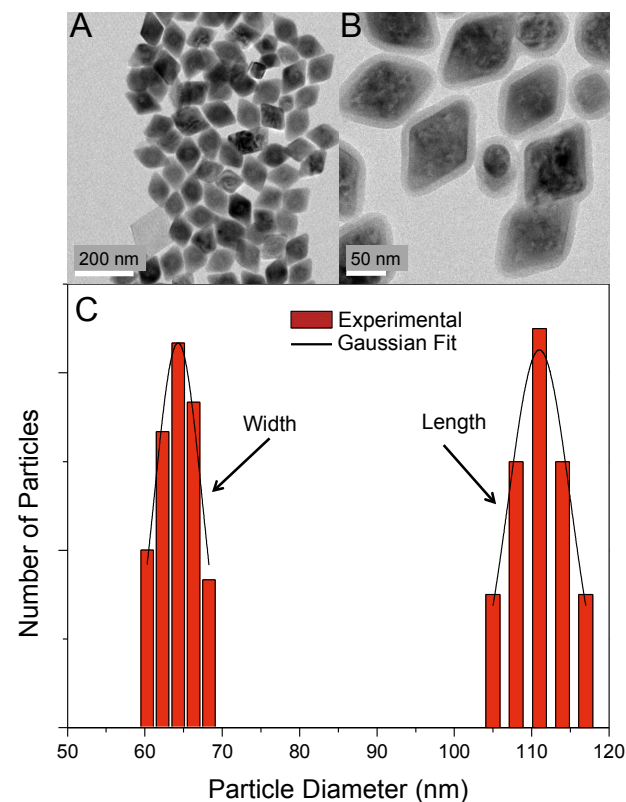 A
B
200 nm
50 nm
C
Experimental
Gaussian Fit
Width
Length
Number of Particles
50 60 70 80 90 100 110 120
Particle Diameter (nm)